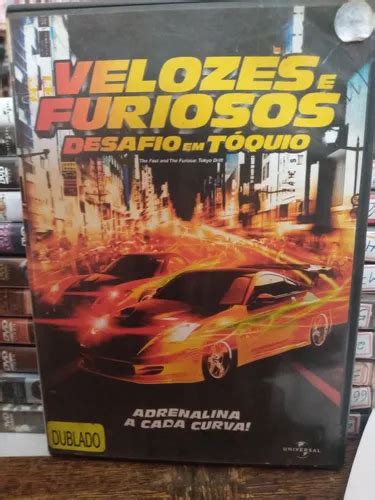 VELOZES E
FURIOSOS
DESAFIO EM TÓQUIO
The Fast and The Furious: Tokyo Drift
ADRENALINA
A CADA CURVA!
DUBLADO
UNIVERSAL